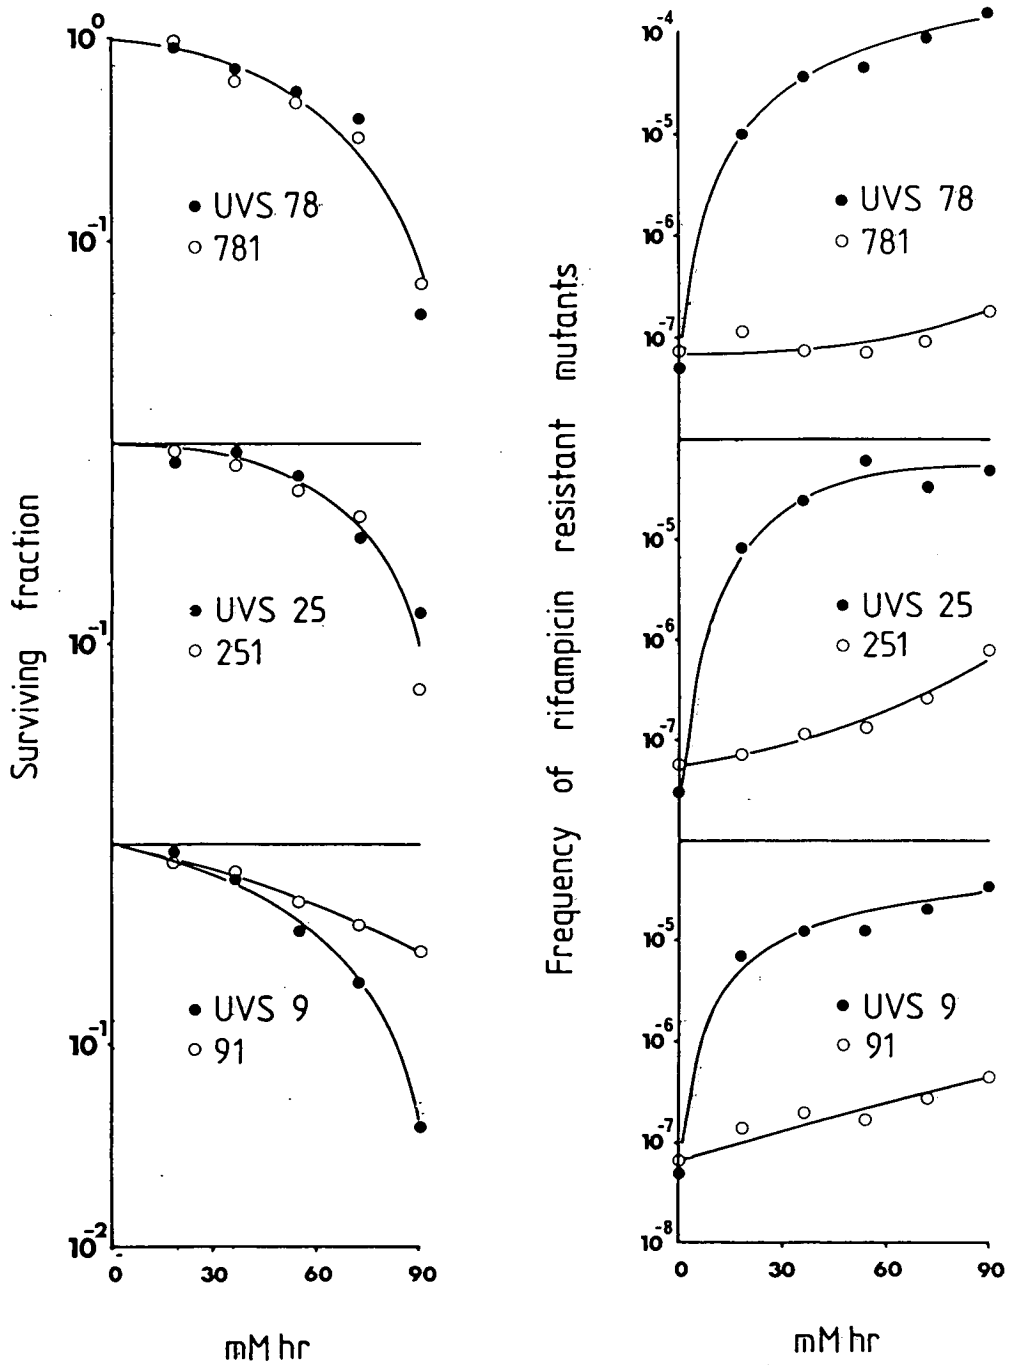 Surviving fraction
10⁰
10⁻¹
● UVS 78
○ 781
10⁻¹
● UVS 25
○ 251
10⁻¹
10⁻²
● UVS 9
○ 91
0 30 60 90
mM hr
Frequency of rifampicin resistant mutants
10⁻⁴
10⁻⁵
10⁻⁶
10⁻⁷
● UVS 78
○ 781
10⁻⁵
10⁻⁶
10⁻⁷
● UVS 25
○ 251
10⁻⁵
10⁻⁶
10⁻⁷
10⁻⁸
● UVS 9
○ 91
0 30 60 90
mM hr